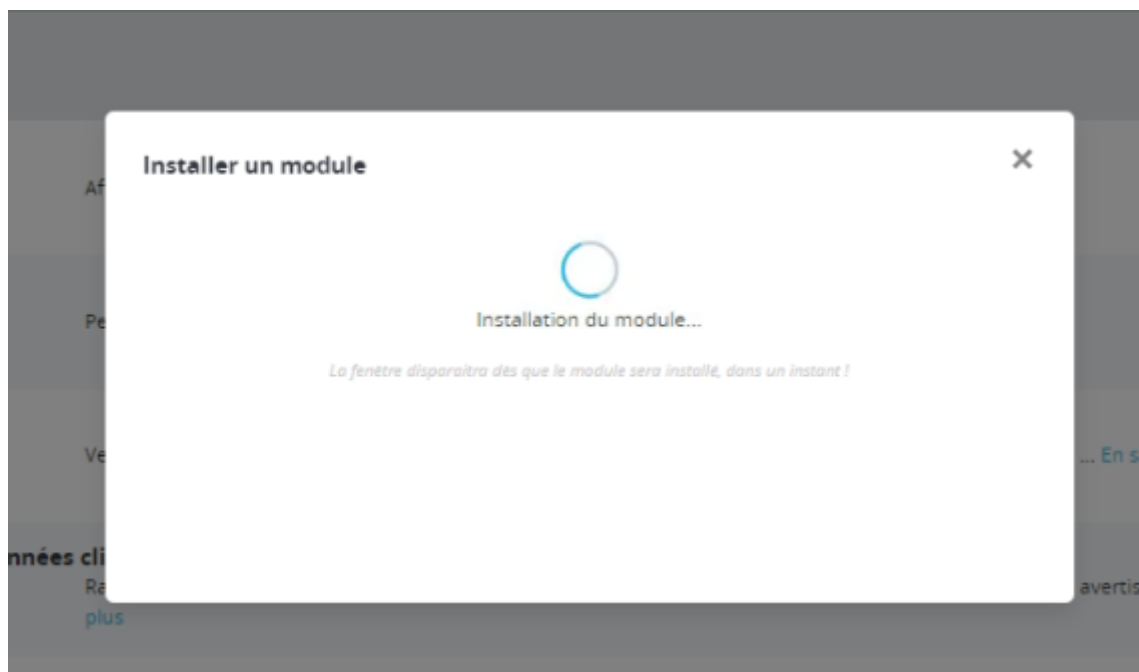 Installer un module
Installation du module...
La fenêtre disparaitra dès que le module sera installé, dans un instant !
Af
Pe
Ve
... En s
nnées cli
Ra
avertis
plus